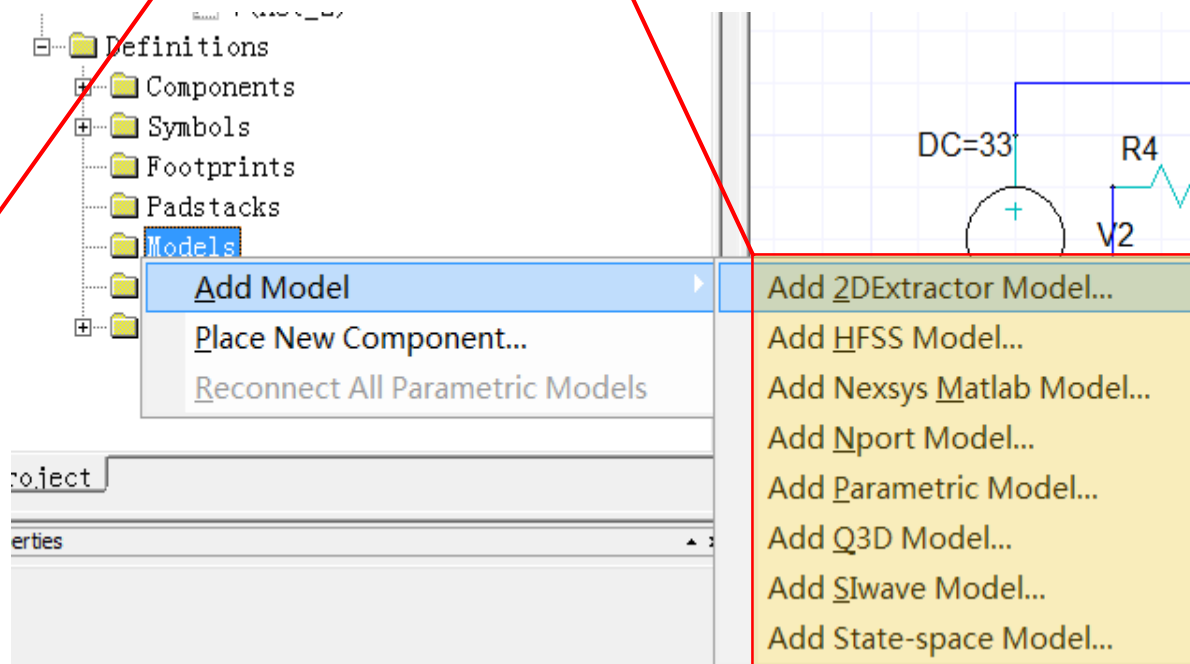 Definitions
Components
Symbols
Footprints
Padstacks
Models
Add Model
Place New Component...
Reconnect All Parametric Models
roject
erties
DC=33
R4
V2
Add 2DExtractor Model...
Add HFSS Model...
Add Nexsys Matlab Model...
Add Nport Model...
Add Parametric Model...
Add Q3D Model...
Add SIwave Model...
Add State-space Model...